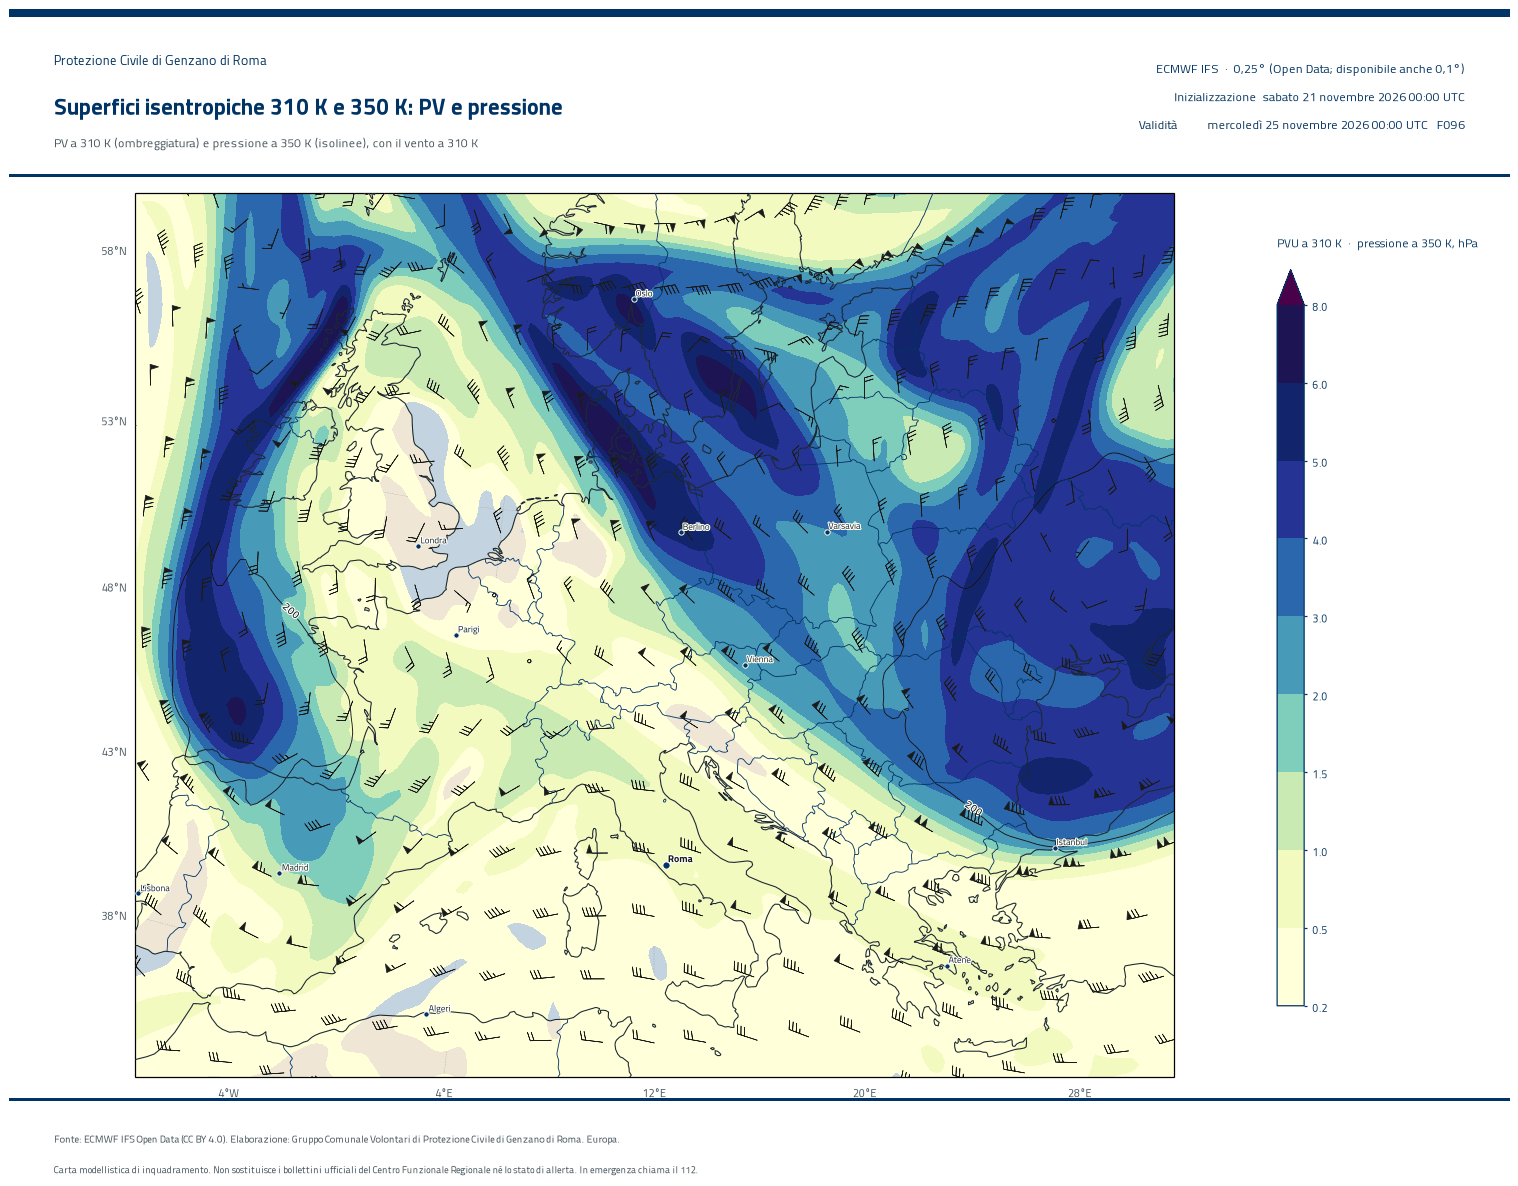 Protezione Civile di Genzano di Roma
Superfici isentropiche 310 K e 350 K: PV e pressione
PV a 310 K (ombreggiatura) e pressione a 350 K (isolinee), con il vento a 310 K
ECMWF IFS · 0,25° (Open Data; disponibile anche 0,1°)
Inizializzazione sabato 21 novembre 2026 00:00 UTC
Validità mercoledì 25 novembre 2026 00:00 UTC F096
PVU a 310 K · pressione a 350 K, hPa
8.0
6.0
5.0
4.0
3.0
2.0
1.5
1.0
0.5
0.2
58°N
53°N
48°N
43°N
38°N
4°W
4°E
12°E
20°E
28°E
Oslo
Berlino
Varsavia
Londra
200
Parigi
Vienna
200
Istanbul
Roma
Madrid
Lisbona
Atene
Algeri
Fonte: ECMWF IFS Open Data (CC BY 4.0). Elaborazione: Gruppo Comunale Volontari di Protezione Civile di Genzano di Roma. Europa.
Carta modellistica di inquadramento. Non sostituisce i bollettini ufficiali del Centro Funzionale Regionale né lo stato di allerta. In emergenza chiama il 112.